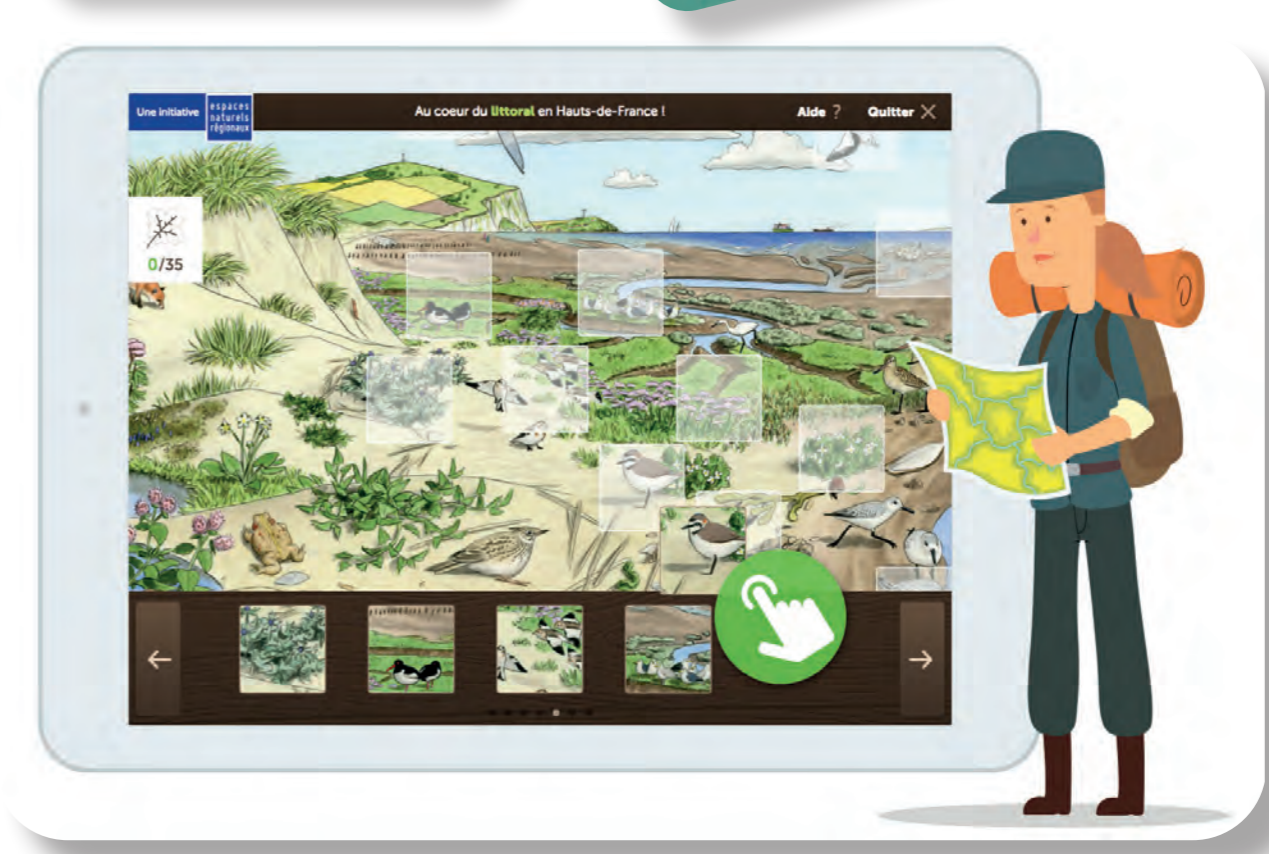 Une initiative
espaces
naturels
régionaux
Au coeur du littoral en Hauts-de-France !
Aide ?
Quitter ×
0/35